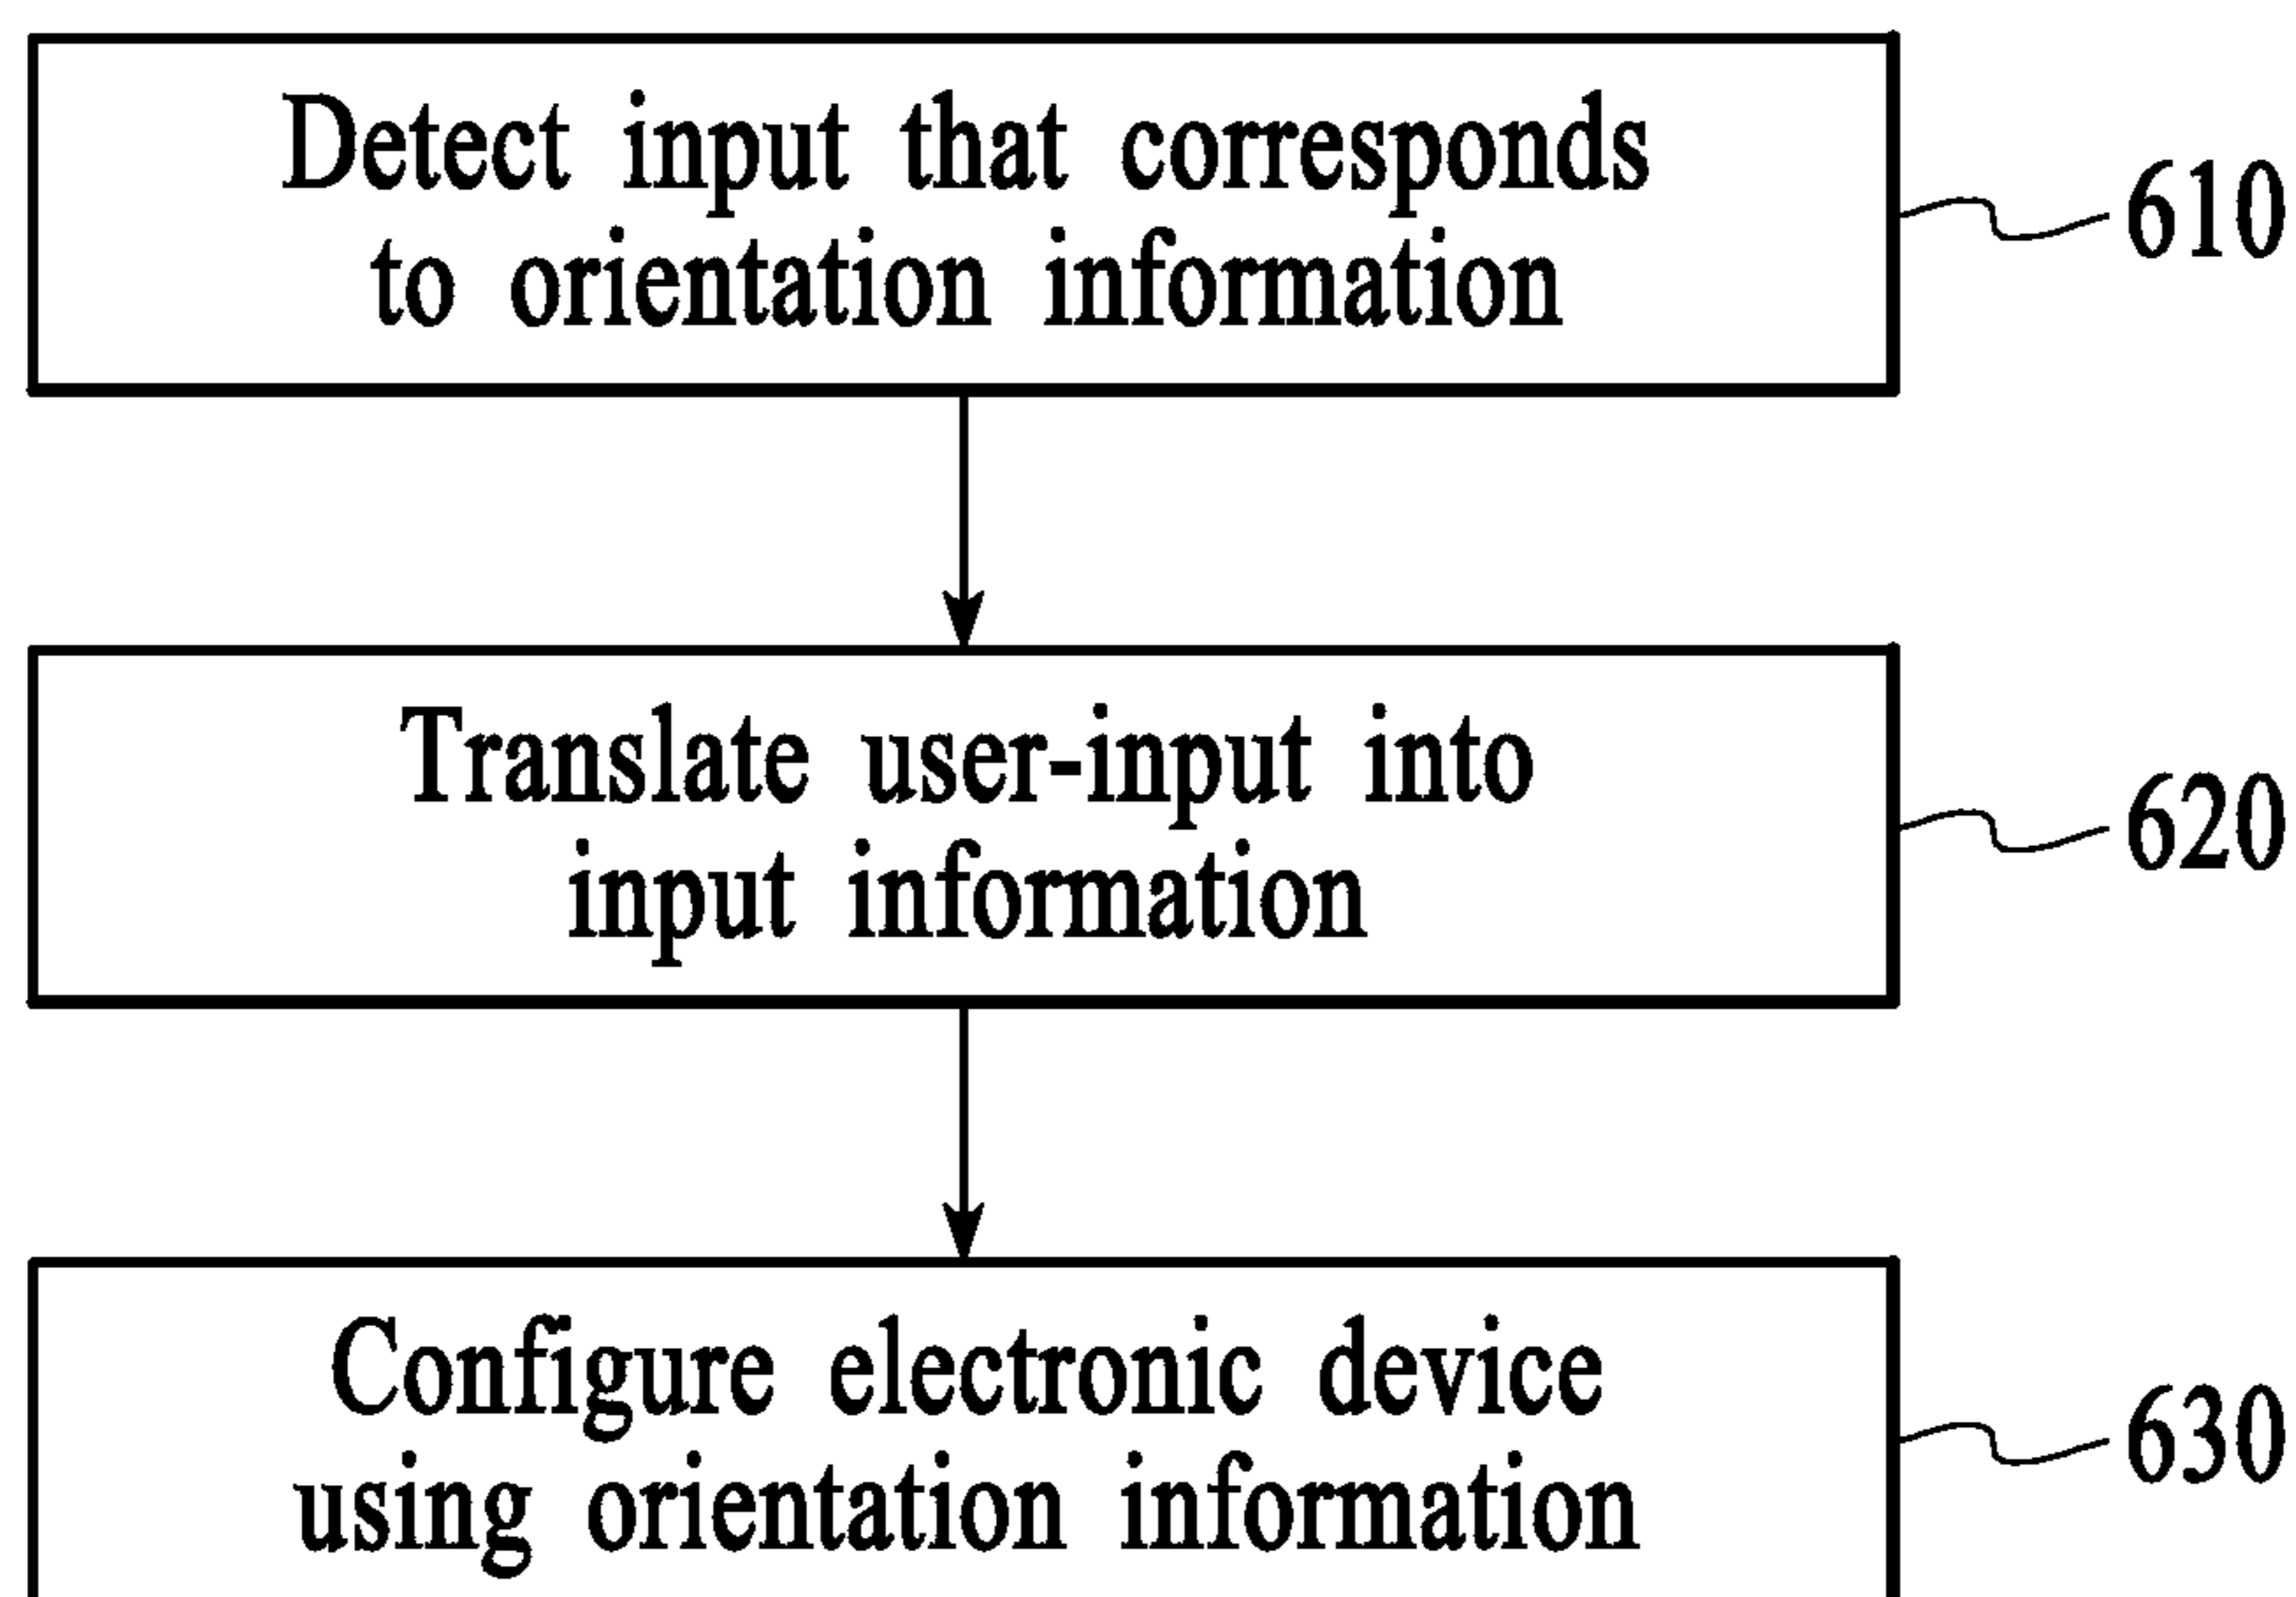 Detect input that corresponds
to orientation information
610
Translate user-input into
input information
620
Configure electronic device
using orientation information
630